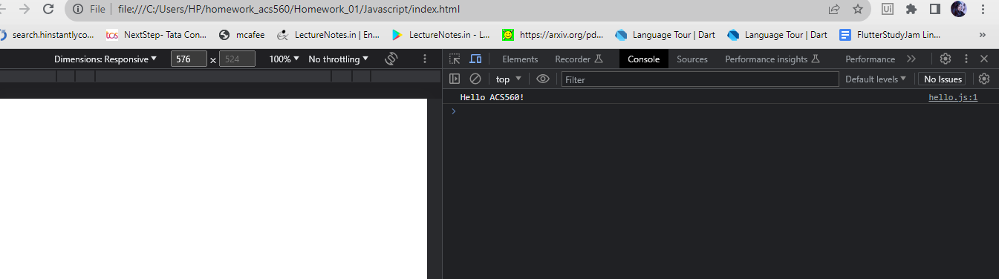 File file:///C:/Users/HP/homework_acs560/Homework_01/Javascript/index.html Ui
search.hinstantlyco... tcs NextStep- Tata Con... mcafee LectureNotes.in | En... LectureNotes.in - L... https://arxiv.org/pd... Language Tour | Dart Language Tour | Dart FlutterStudyJam Lin... »
Dimensions: Responsive 576 × 524 100% No throttling Elements Recorder Console Sources Performance insights Performance
top Filter Default levels No Issues
Hello ACS560! hello.js:1